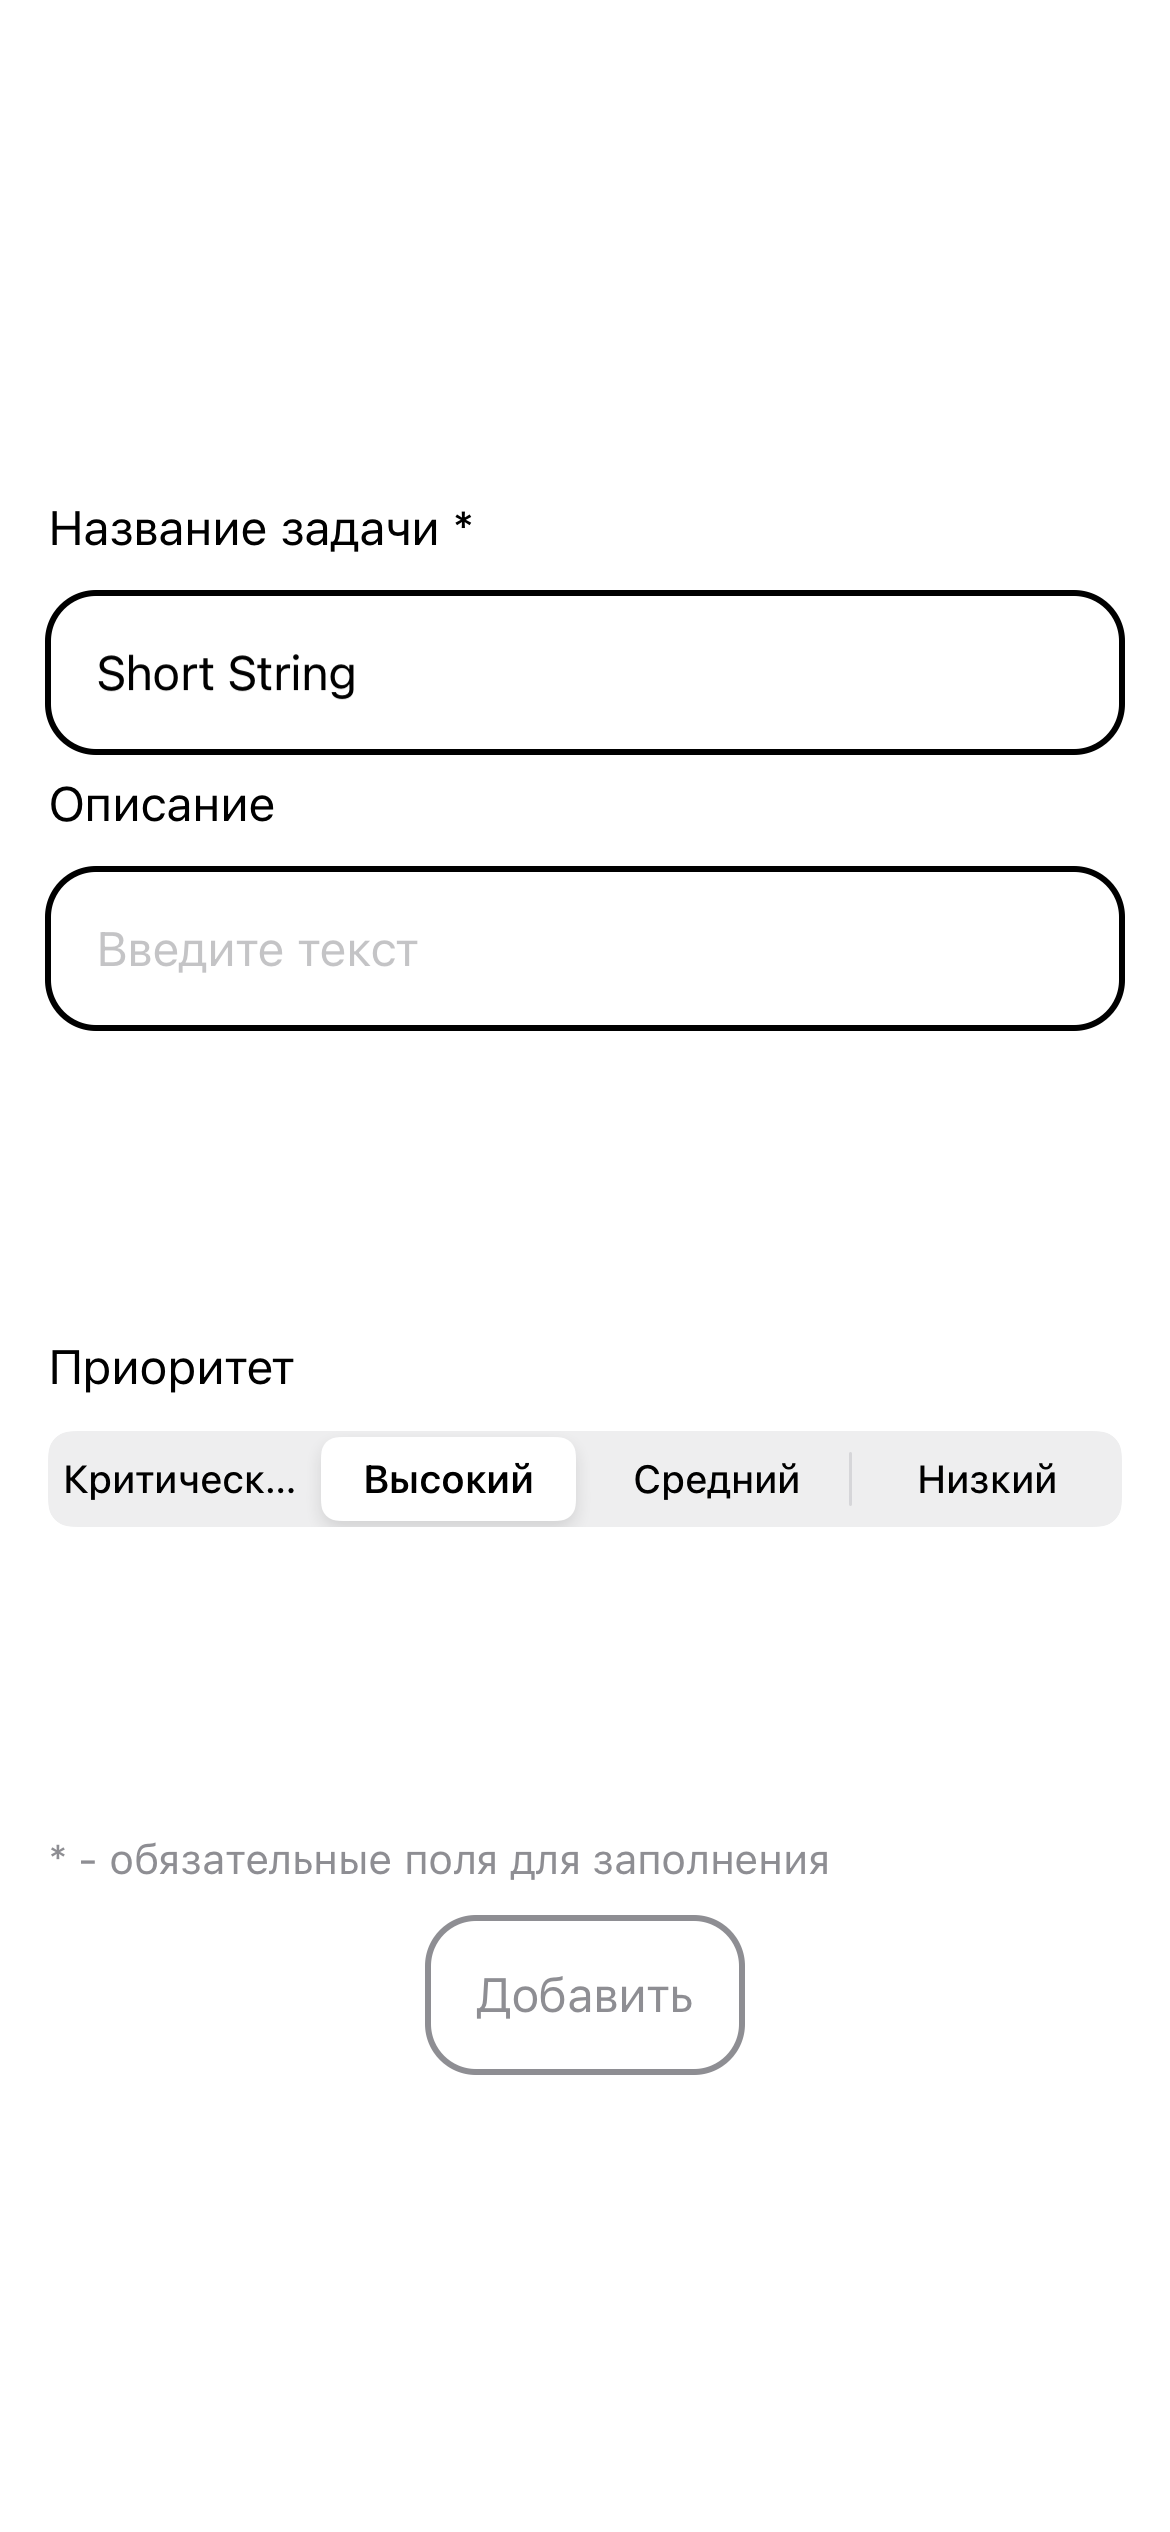 Название задачи *
Short String
Описание
Введите текст
Приоритет
Критическ... Высокий Средний Низкий
* - обязательные поля для заполнения
Добавить